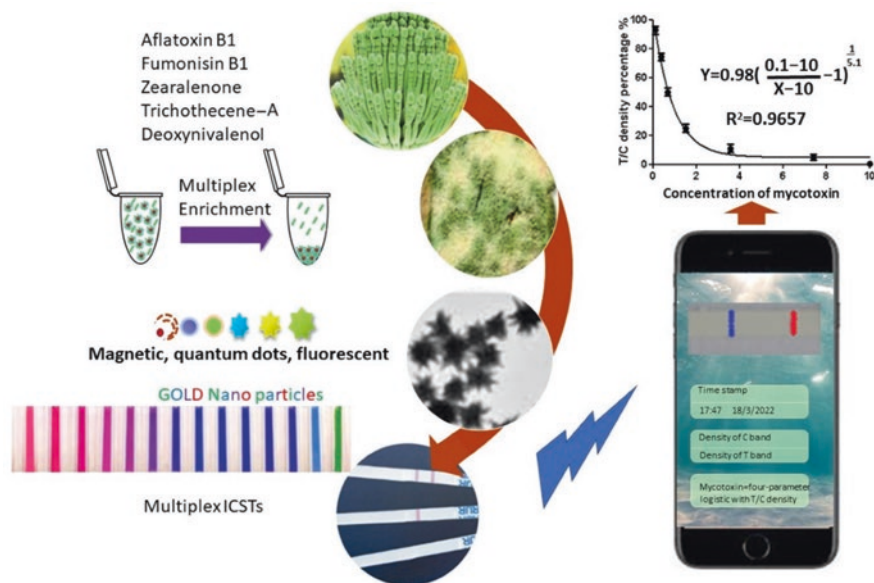 Aflatoxin B1
Fumonisin B1
Zearalenone
Trichothecene–A
Deoxynivalenol
Multiplex
Enrichment
Magnetic, quantum dots, fluorescent
GOLD Nano particles
Multiplex ICSTs
T/C density percentage %
100
80
60
40
20
0
0 2 4 6 8 10
Y=0.98(0.1–10/X–10 –1)^1/5.1
R²=0.9657
Concentration of mycotoxin
Time stamp
17:47 18/3/2022
Density of C band
Density of T band
Mycotoxin=four-parameter
logistic with T/C density